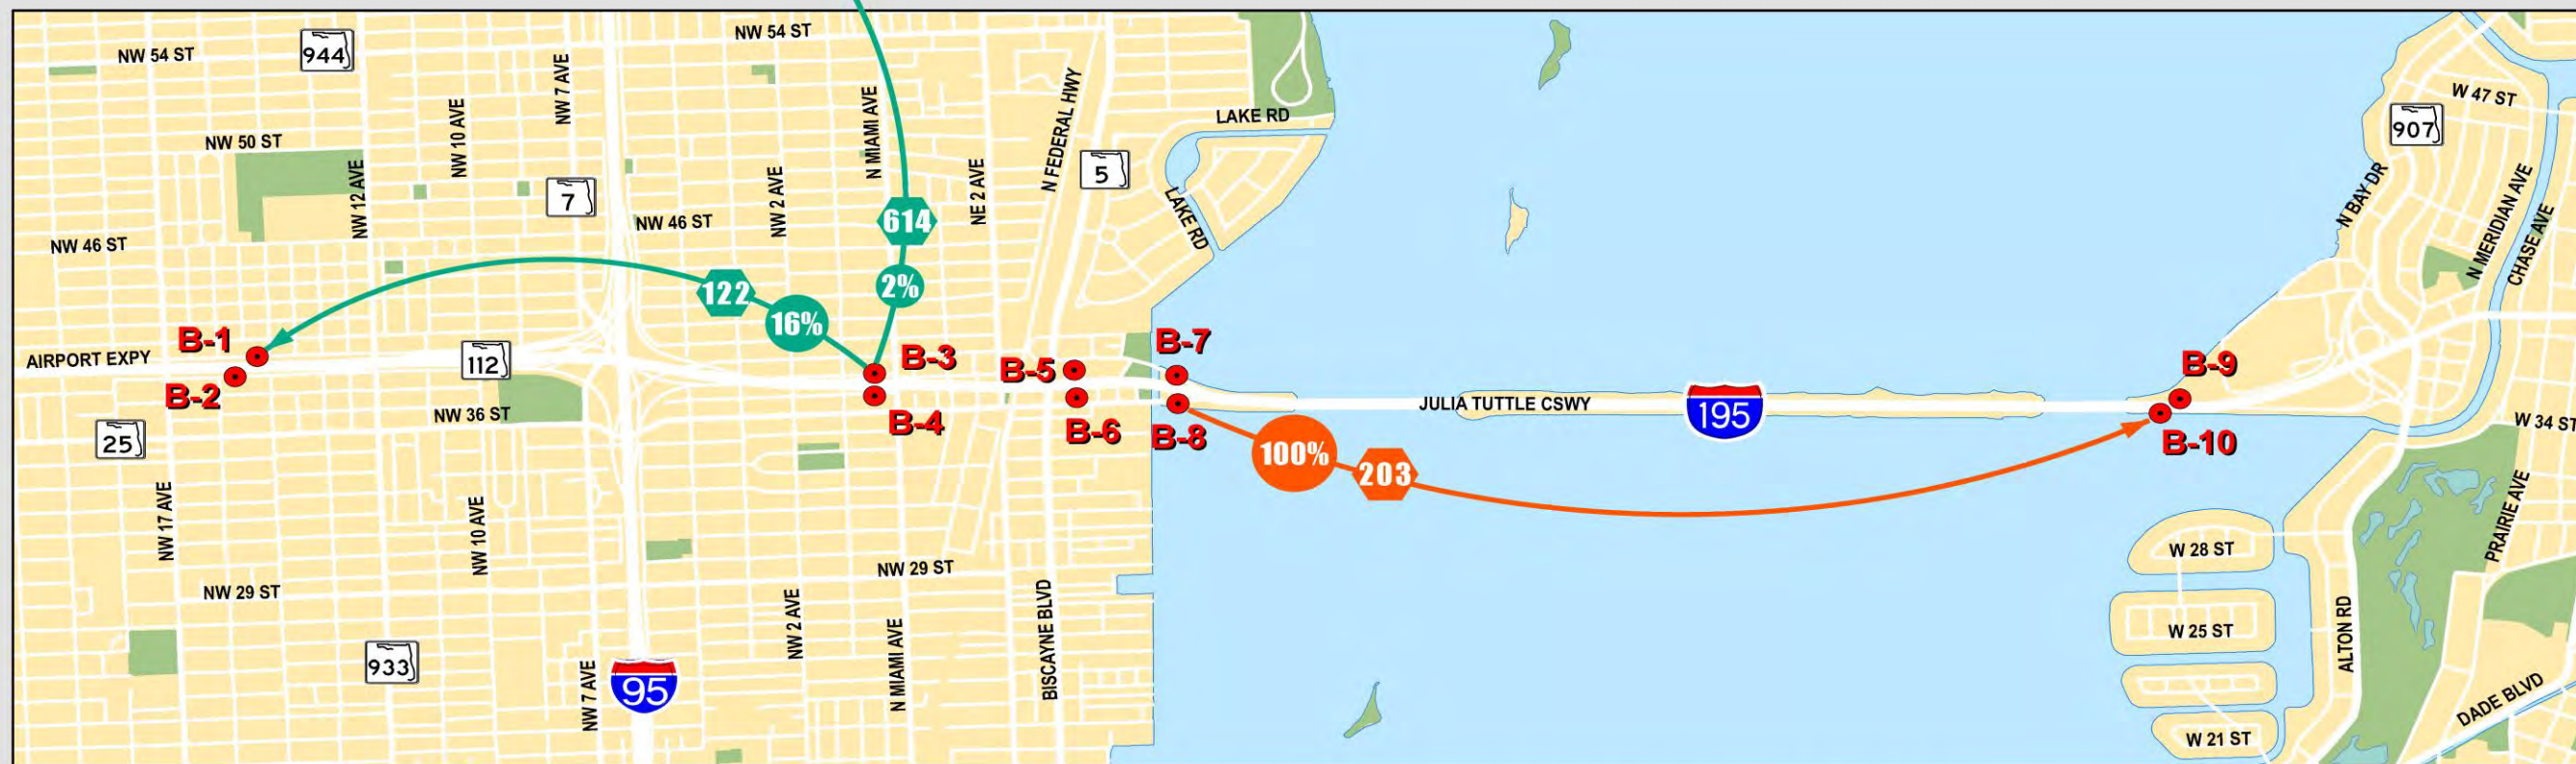 NW 54 ST
944
NW 7 AVE
NW 54 ST
N MIAMI AVE
N FEDERAL HWY
LAKE RD
W 47 ST
907
NW 10 AVE
NW 50 ST
NW 12 AVE
7
NW 2 AVE
NE 2 AVE
5
LAKE RD
N BAY DR
N MERIDIAN AVE
CHASE AVE
NW 46 ST
NW 46 ST
614
2%
122
16%
B-1
AIRPORT EXPY
B-2
112
B-3
B-4
B-5
B-6
B-7
B-8
JULIA TUTTLE CSWY
195
B-9
B-10
NW 36 ST
25
100%
203
W 34 ST
NW 17 AVE
NW 10 AVE
PRAIRIE AVE
W 28 ST
NW 29 ST
NW 29 ST
BISCAYNE BLVD
NW 2 AVE
N MIAMI AVE
ALTON RD
W 25 ST
933
NW 7 AVE
95
DADE BLVD
W 21 ST